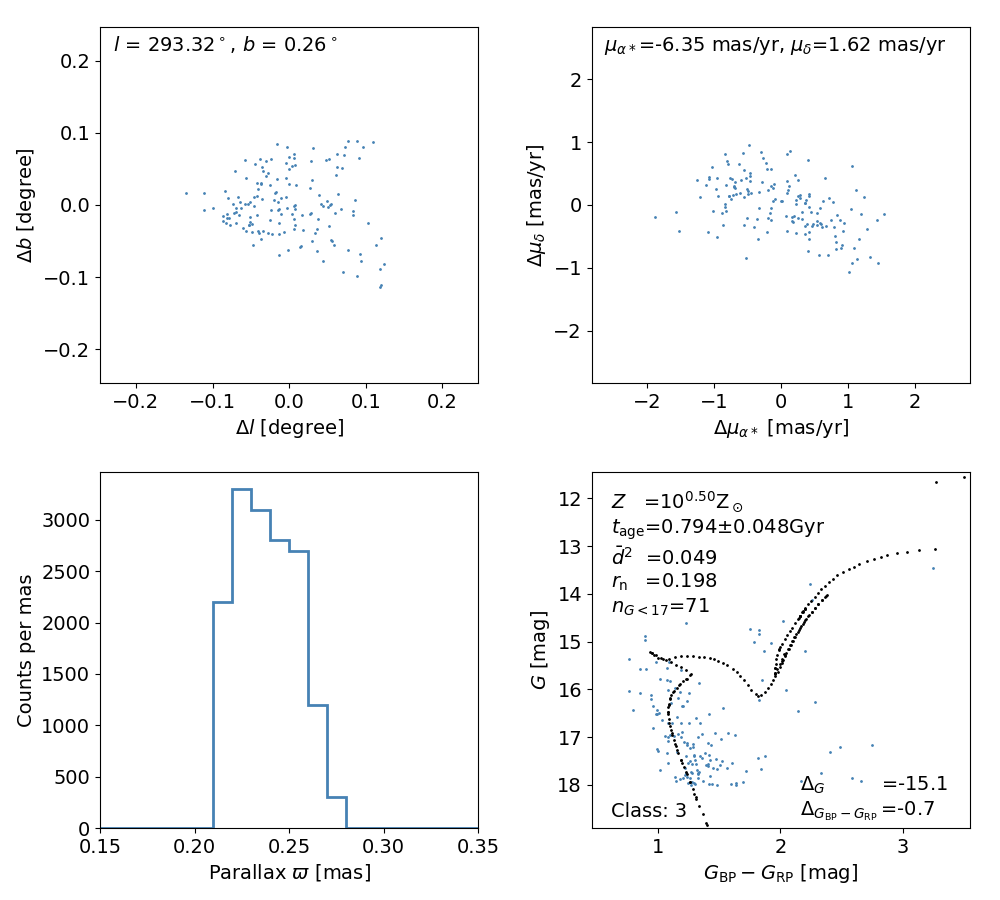 l = 293.32°, b = 0.26°
0.2
0.1
0.0
−0.1
−0.2
Δb [degree]
−0.2 −0.1 0.0 0.1 0.2
Δl [degree]
μα*=-6.35 mas/yr, μδ=1.62 mas/yr
2
1
0
−1
−2
Δμδ [mas/yr]
−2 −1 0 1 2
Δμα* [mas/yr]
3000
2500
2000
1500
1000
500
0
Counts per mas
0.15 0.20 0.25 0.30 0.35
Parallax ϖ [mas]
12
13
14
15
16
17
18
G [mag]
Z =10^0.50 Z⊙
t_age=0.794±0.048Gyr
d̄² =0.049
r_n =0.198
n_G<17=71
Δ_G =-15.1
Class: 3 Δ_G_BP−G_RP =-0.7
1 2 3
G_BP − G_RP [mag]